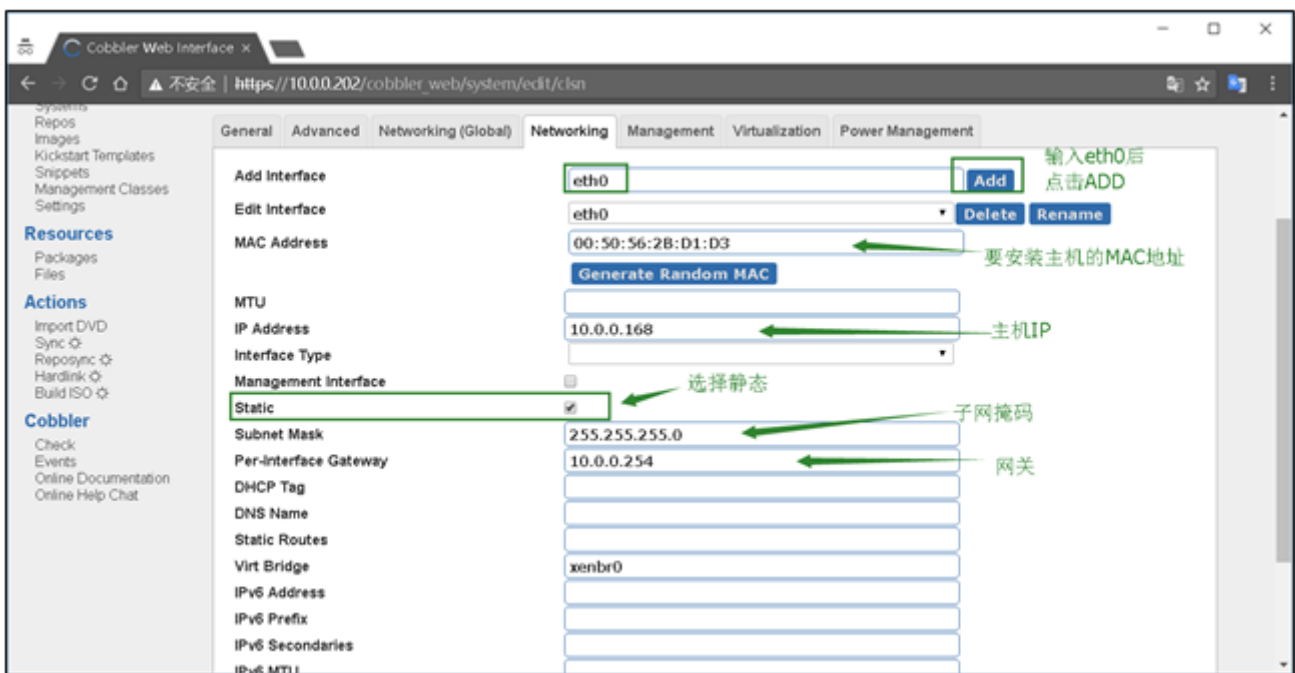 Cobbler Web Interface ×
不安全 | https://10.0.0.202/cobbler_web/system/edit/clsn
Systems
Repos
Images
Kickstart Templates
Snippets
Management Classes
Settings
Resources
Packages
Files
Actions
Import DVD
Sync
Reposync
Hardlink
Build ISO
Cobbler
Check
Events
Online Documentation
Online Help Chat
General Advanced Networking (Global) Networking Management Virtualization Power Management
Add Interface eth0 Add
输入eth0后
点击ADD
Edit Interface eth0 Delete Rename
MAC Address 00:50:56:2B:D1:D3
要安装主机的MAC地址
Generate Random MAC
MTU
IP Address 10.0.0.168 主机IP
Interface Type
Management Interface 选择静态
Static
子网掩码
Subnet Mask 255.255.255.0
Per-Interface Gateway 10.0.0.254 网关
DHCP Tag
DNS Name
Static Routes
Virt Bridge xenbr0
IPv6 Address
IPv6 Prefix
IPv6 Secondaries
IPv6 MTU